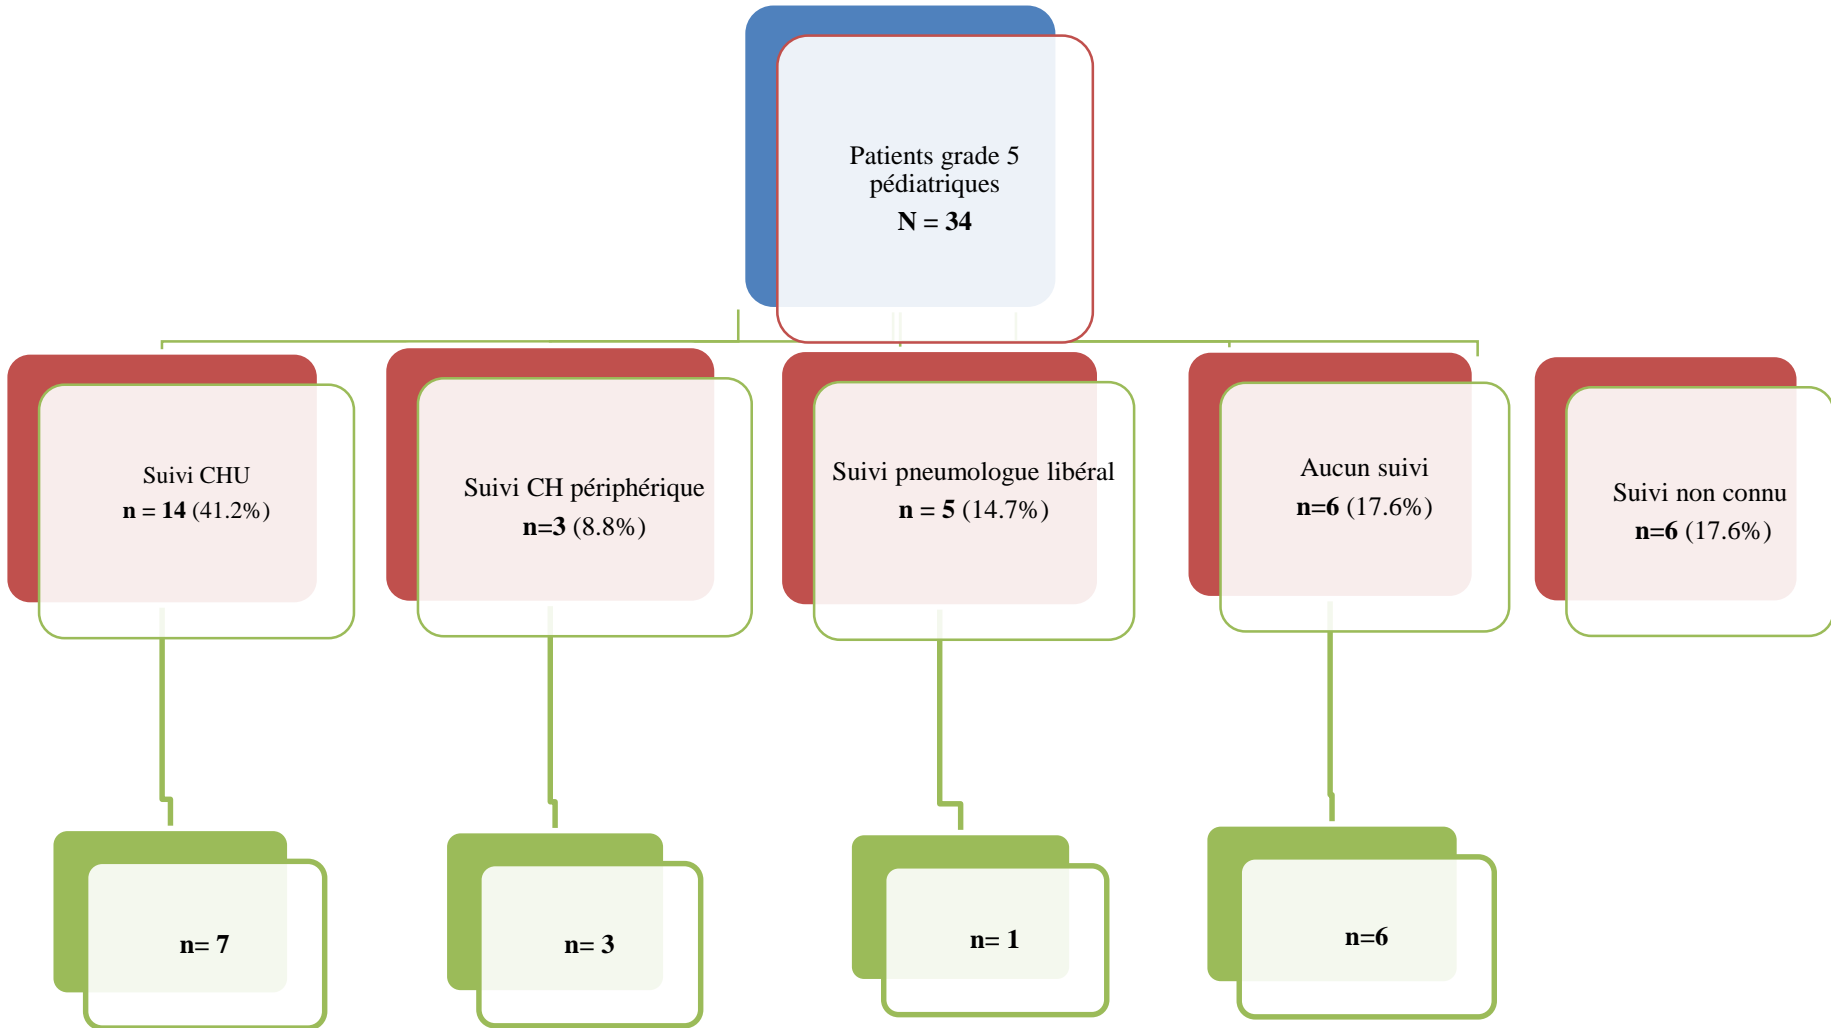 Patients grade 5
pédiatriques
N = 34
Suivi CHU
n = 14 (41.2%)
Suivi CH périphérique
n=3 (8.8%)
Suivi pneumologue libéral
n = 5 (14.7%)
Aucun suivi
n=6 (17.6%)
Suivi non connu
n=6 (17.6%)
n= 7
n= 3
n= 1
n=6